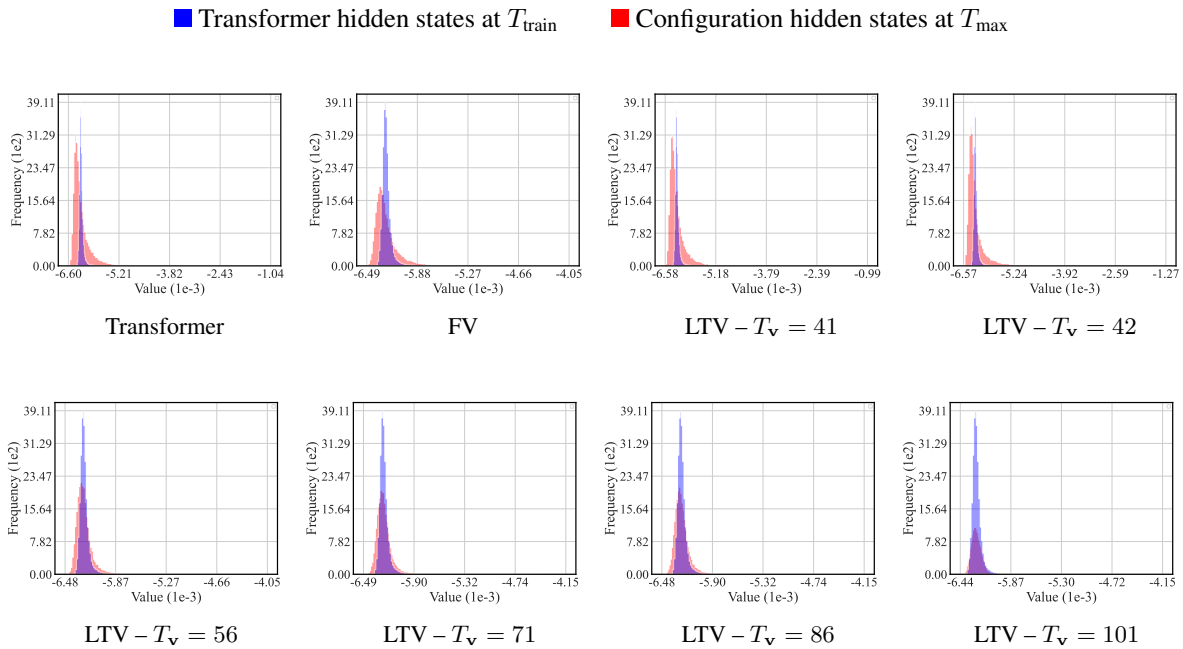 Transformer hidden states at T_train Configuration hidden states at T_max
39.11 39.11 39.11 39.11
31.29 31.29 31.29 31.29
23.47 23.47 23.47 23.47
15.64 15.64 15.64 15.64
7.82 7.82 7.82 7.82
0.00 0.00 0.00 0.00
Frequency (1e2) Frequency (1e2) Frequency (1e2) Frequency (1e2)
-6.60 -5.21 -3.82 -2.43 -1.04 -6.49 -5.88 -5.27 -4.66 -4.05 -6.58 -5.18 -3.79 -2.39 -0.99 -6.57 -5.24 -3.92 -2.59 -1.27
Value (1e-3) Value (1e-3) Value (1e-3) Value (1e-3)
Transformer FV LTV – T_v = 41 LTV – T_v = 42
39.11 39.11 39.11 39.11
31.29 31.29 31.29 31.29
23.47 23.47 23.47 23.47
15.64 15.64 15.64 15.64
7.82 7.82 7.82 7.82
0.00 0.00 0.00 0.00
Frequency (1e2) Frequency (1e2) Frequency (1e2) Frequency (1e2)
-6.48 -5.87 -5.27 -4.66 -4.05 -6.49 -5.90 -5.32 -4.74 -4.15 -6.48 -5.90 -5.32 -4.74 -4.15 -6.44 -5.87 -5.30 -4.72 -4.15
Value (1e-3) Value (1e-3) Value (1e-3) Value (1e-3)
LTV – T_v = 56 LTV – T_v = 71 LTV – T_v = 86 LTV – T_v = 101